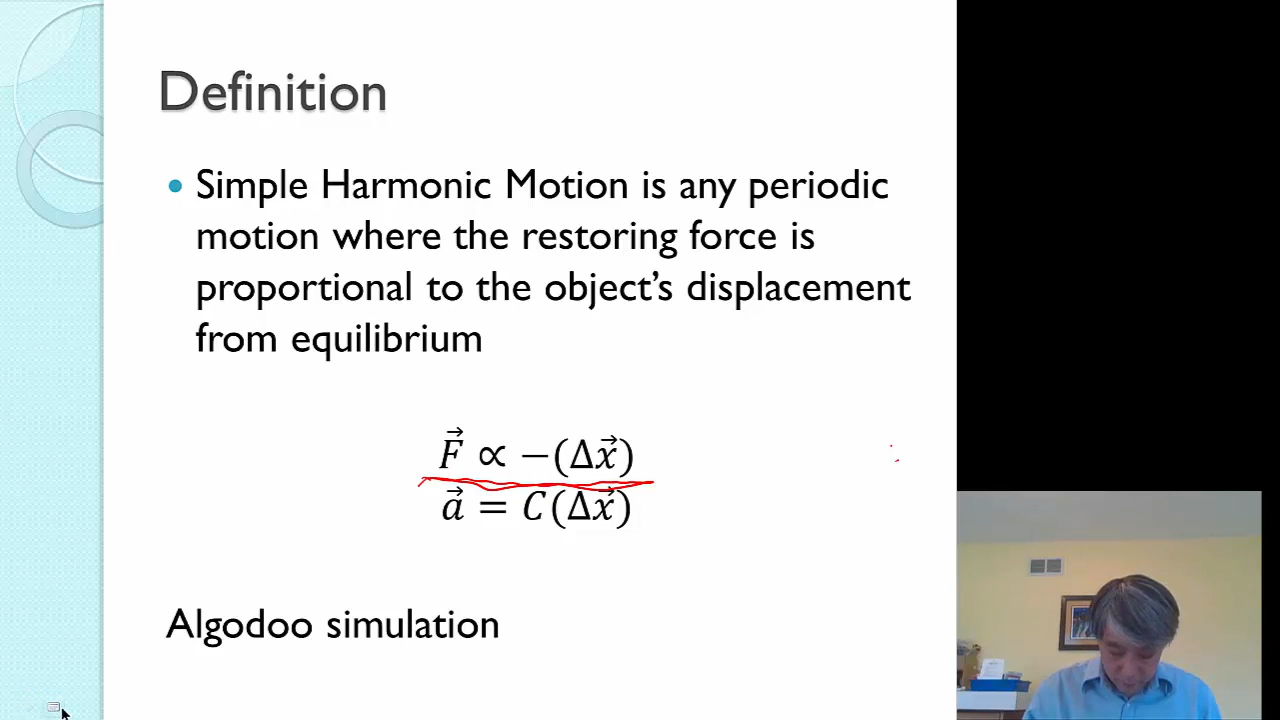 Definition
Simple Harmonic Motion is any periodic
motion where the restoring force is
proportional to the object's displacement
from equilibrium
F⃗ ∝ −(Δx⃗)
a⃗ = C(Δx⃗)
Algodoo simulation